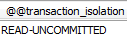 @@transaction_isolation
READ-UNCOMMITTED